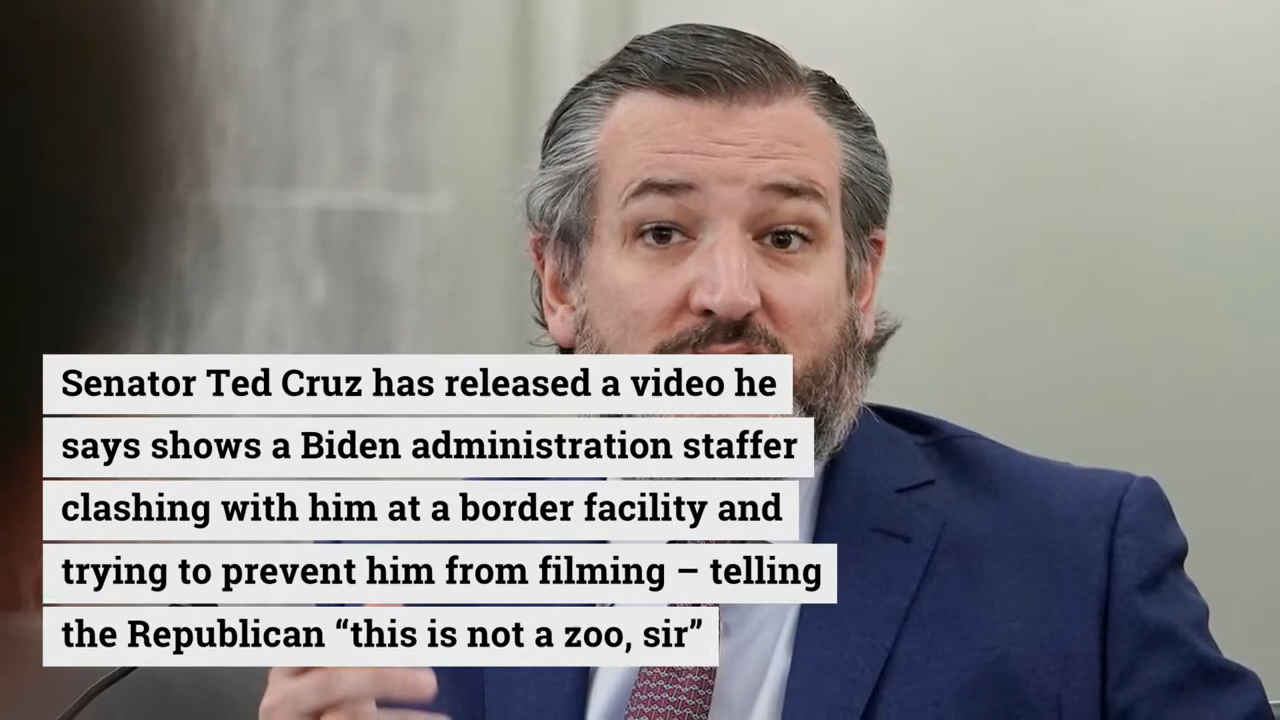 Senator Ted Cruz has released a video he
says shows a Biden administration staffer
clashing with him at a border facility and
trying to prevent him from filming – telling
the Republican “this is not a zoo, sir”